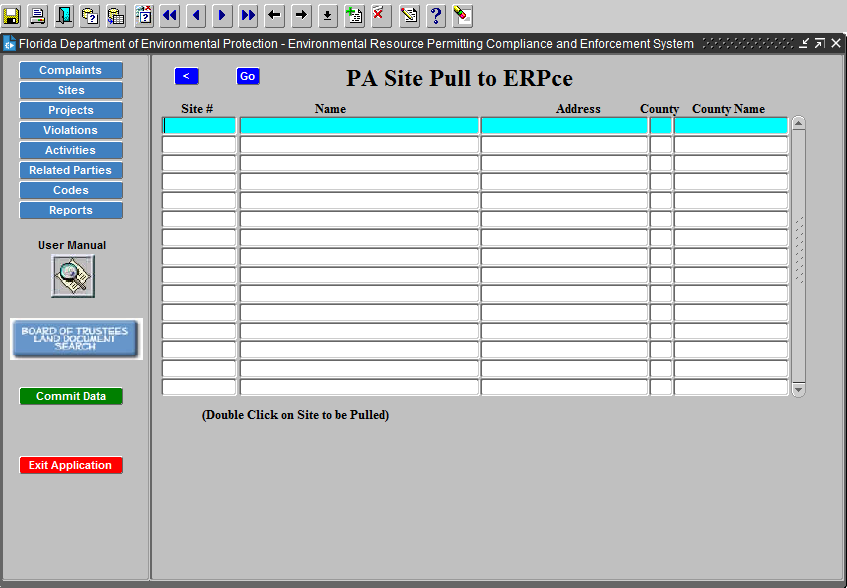 Florida Department of Environmental Protection - Environmental Resource Permitting Compliance and Enforcement System
Complaints
Sites
Projects
Violations
Activities
Related Parties
Codes
Reports
User Manual
BOARD OF TRUSTEES
LAND DOCUMENT
SEARCH
Commit Data
Exit Application
< Go PA Site Pull to ERPce
Site # Name Address County County Name
(Double Click on Site to be Pulled)